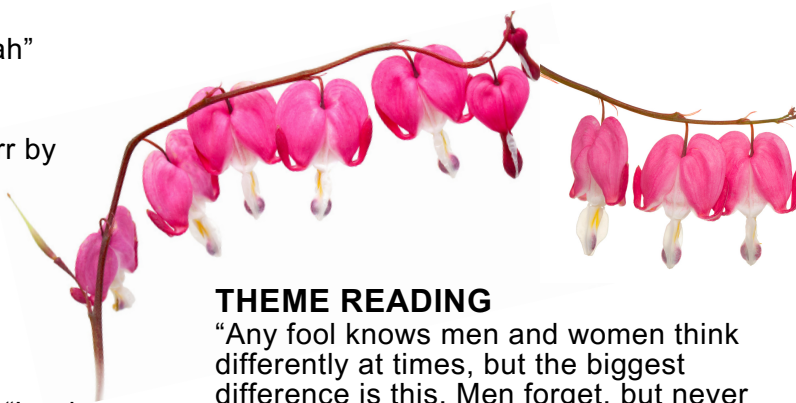 ah”
rr by
THEME READING
“Any fool knows men and women think
differently at times, but the biggest
difference is this. Men forget, but never